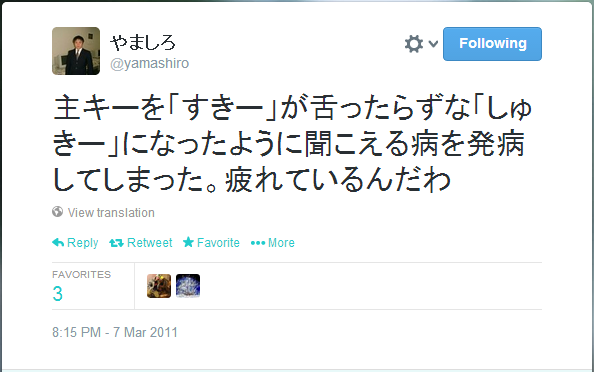 やましろ
@yamashiro
Following
主キーを「すきー」が舌ったらずな「しゅ
きー」になったように聞こえる病を発病
してしまった。疲れているんだわ
View translation
Reply Retweet Favorite More
FAVORITES
3
8:15 PM - 7 Mar 2011